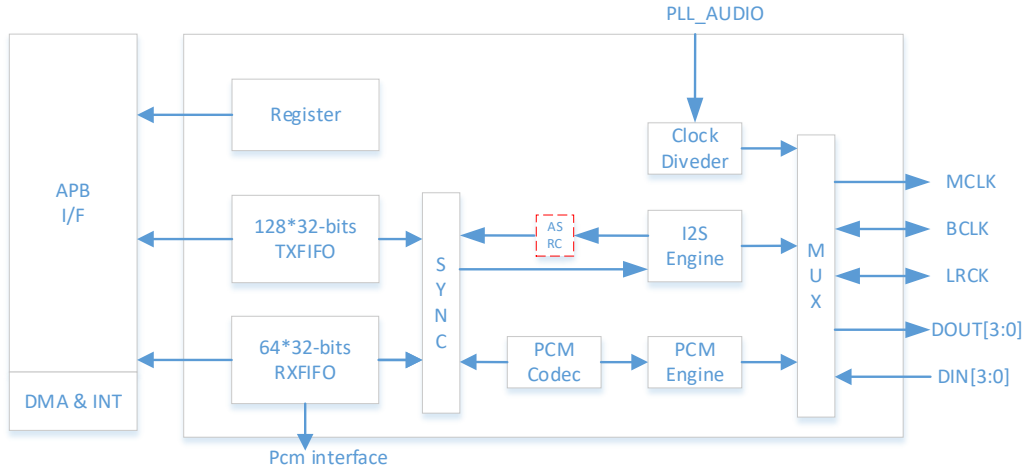 PLL_AUDIO
Register
Clock
Diveder
APB
I/F
MCLK
128*32-bits
TXFIFO
AS
RC
I2S
Engine
BCLK
S
Y
N
C
M
U
X
LRCK
64*32-bits
RXFIFO
PCM
Codec
PCM
Engine
DOUT[3:0]
DIN[3:0]
DMA & INT
Pcm interface